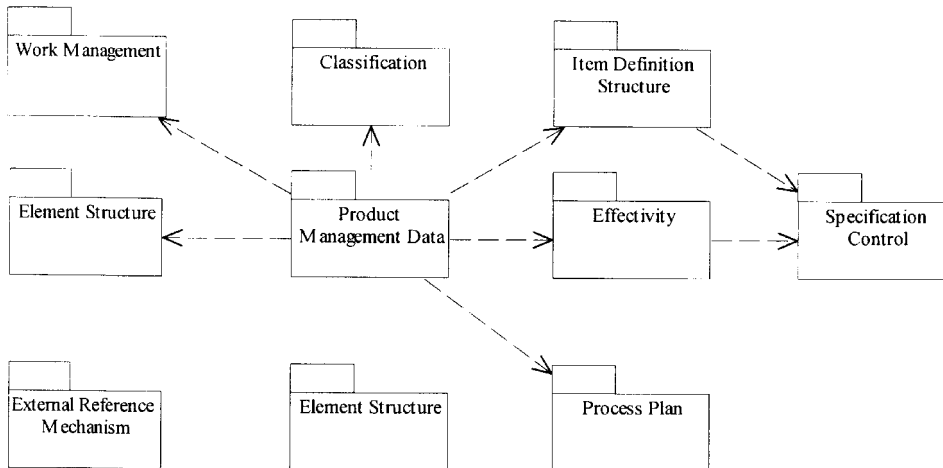 Work Management
Classification
Item Definition
Structure
Element Structure
Product
Management Data
Effectivity
Specification
Control
External Reference
Mechanism
Element Structure
Process Plan